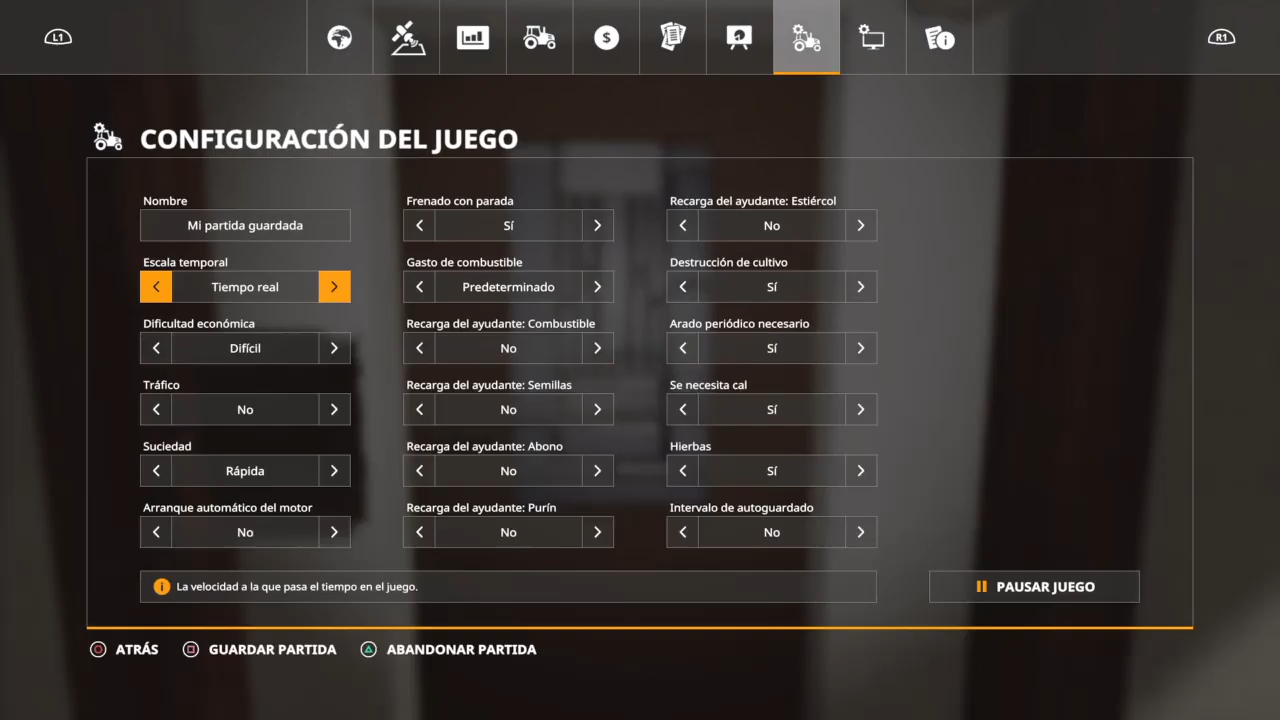 L1
R1
CONFIGURACIÓN DEL JUEGO
Nombre
Mi partida guardada
Escala temporal
Tiempo real
Dificultad económica
Difícil
Tráfico
No
Suciedad
Rápida
Arranque automático del motor
No
Frenado con parada
Sí
Gasto de combustible
Predeterminado
Recarga del ayudante: Combustible
No
Recarga del ayudante: Semillas
No
Recarga del ayudante: Abono
No
Recarga del ayudante: Purín
No
Recarga del ayudante: Estiércol
No
Destrucción de cultivo
Sí
Arado periódico necesario
Sí
Se necesita cal
Sí
Hierbas
Sí
Intervalo de autoguardado
No
La velocidad a la que pasa el tiempo en el juego.
PAUSAR JUEGO
ATRÁS
GUARDAR PARTIDA
ABANDONAR PARTIDA